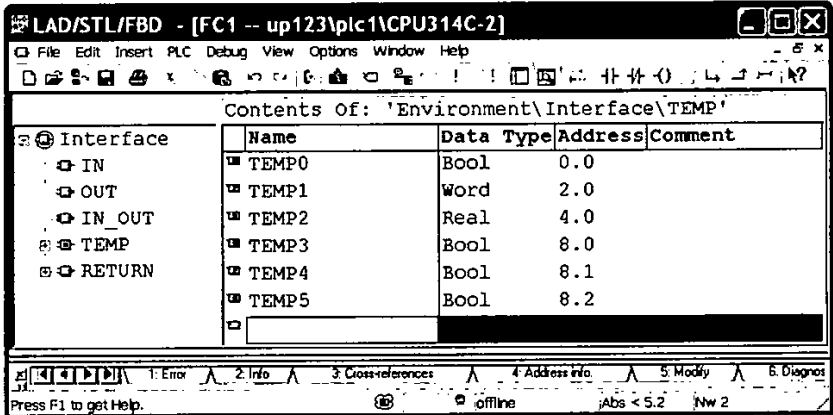 LAD/STL/FBD - [FC1 -- up123\plc1\CPU314C-2]
File Edit Insert PLC Debug View Options Window Help
Contents Of: 'Environment\Interface\TEMP'
Interface
IN
OUT
IN_OUT
TEMP
RETURN
Name Data Type Address Comment
TEMP0 Bool 0.0
TEMP1 Word 2.0
TEMP2 Real 4.0
TEMP3 Bool 8.0
TEMP4 Bool 8.1
TEMP5 Bool 8.2
1: Error 2: Info 3: Cross-references 4: Address info. 5: Modify 6: Diagnos
Press F1 to get Help. offline Abs < 5.2 Nw 2